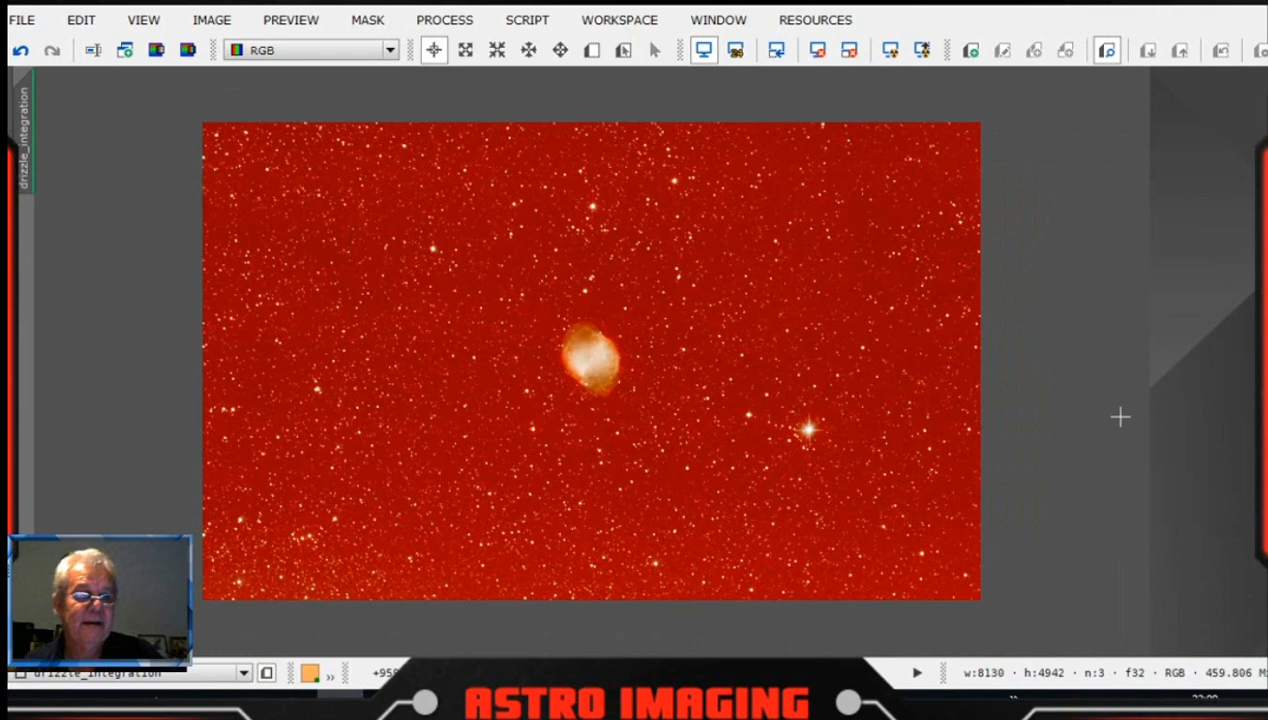 FILE EDIT VIEW IMAGE PREVIEW MASK PROCESS SCRIPT WORKSPACE WINDOW RESOURCES
RGB
drizzle_integration
drizzle_integration
w:8130 · h:4942 · n:3 · f32 · RGB · 459.806
ASTRO IMAGING